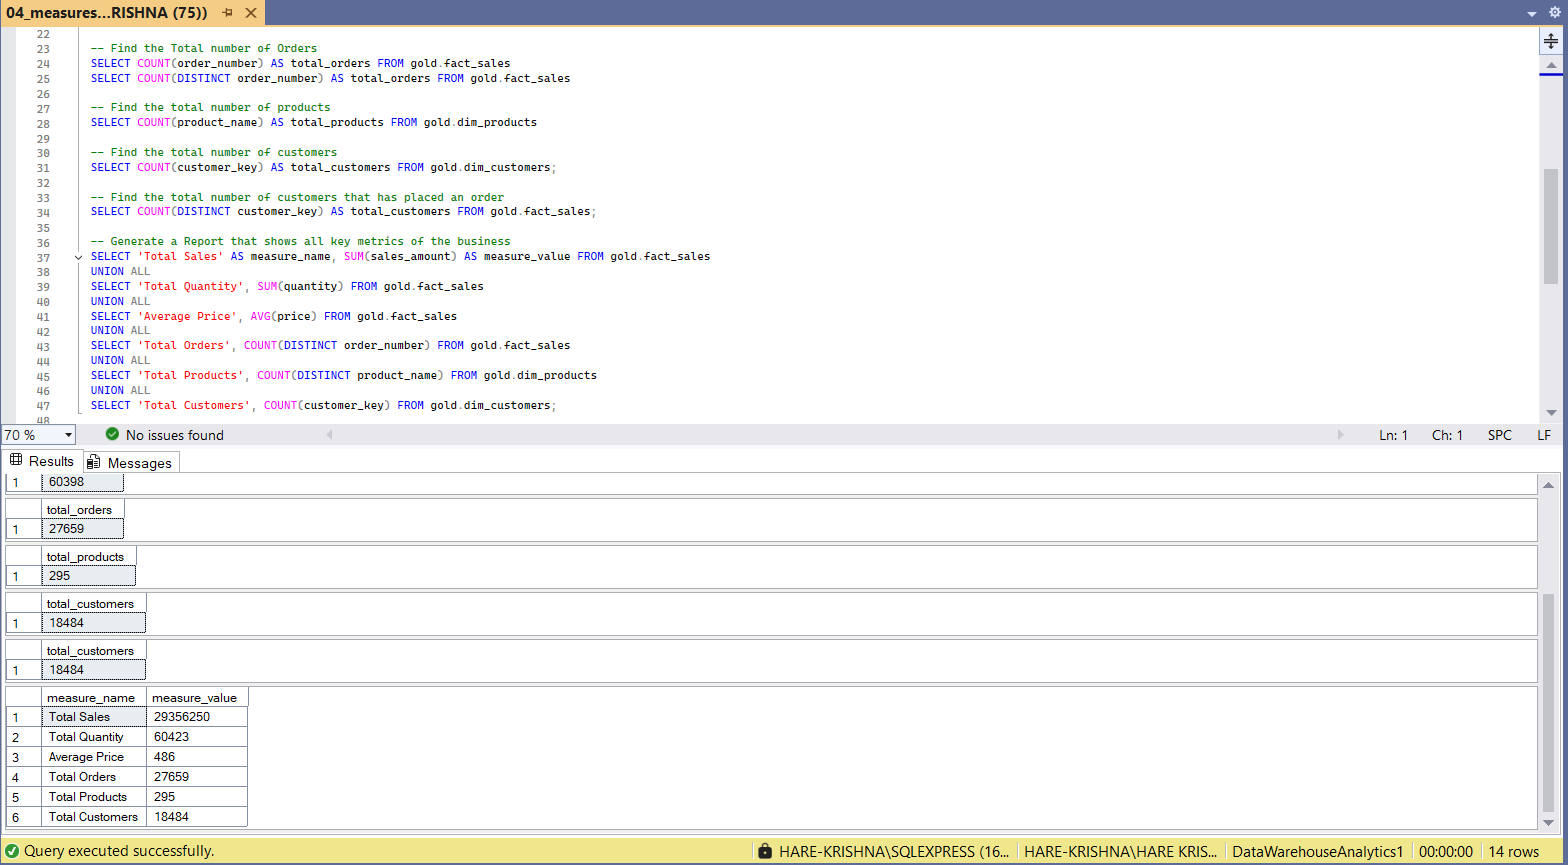 04_measures...RISHNA (75))
22
23 -- Find the Total number of Orders
24 SELECT COUNT(order_number) AS total_orders FROM gold.fact_sales
25 SELECT COUNT(DISTINCT order_number) AS total_orders FROM gold.fact_sales
26
27 -- Find the total number of products
28 SELECT COUNT(product_name) AS total_products FROM gold.dim_products
29
30 -- Find the total number of customers
31 SELECT COUNT(customer_key) AS total_customers FROM gold.dim_customers;
32
33 -- Find the total number of customers that has placed an order
34 SELECT COUNT(DISTINCT customer_key) AS total_customers FROM gold.fact_sales;
35
36 -- Generate a Report that shows all key metrics of the business
37 SELECT 'Total Sales' AS measure_name, SUM(sales_amount) AS measure_value FROM gold.fact_sales
38 UNION ALL
39 SELECT 'Total Quantity', SUM(quantity) FROM gold.fact_sales
40 UNION ALL
41 SELECT 'Average Price', AVG(price) FROM gold.fact_sales
42 UNION ALL
43 SELECT 'Total Orders', COUNT(DISTINCT order_number) FROM gold.fact_sales
44 UNION ALL
45 SELECT 'Total Products', COUNT(DISTINCT product_name) FROM gold.dim_products
46 UNION ALL
47 SELECT 'Total Customers', COUNT(customer_key) FROM gold.dim_customers;
48
70 % No issues found Ln: 1 Ch: 1 SPC LF
Results Messages
1 60398
total_orders
1 27659
total_products
1 295
total_customers
1 18484
total_customers
1 18484
measure_name measure_value
1 Total Sales 29356250
2 Total Quantity 60423
3 Average Price 486
4 Total Orders 27659
5 Total Products 295
6 Total Customers 18484
Query executed successfully. HARE-KRISHNA\SQLEXPRESS (16... HARE-KRISHNA\HARE KRIS... DataWarehouseAnalytics1 00:00:00 14 rows